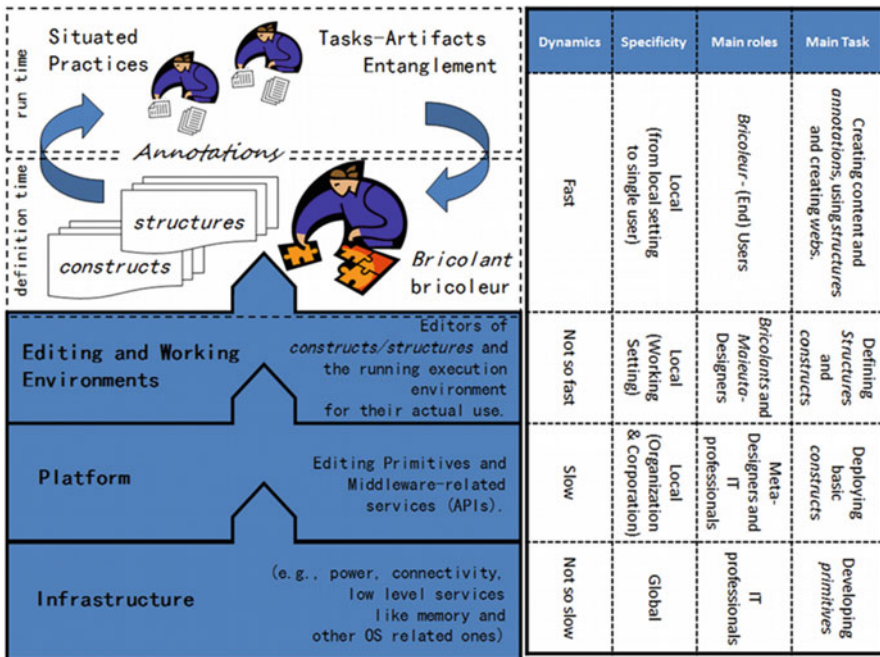 run time
Situated
Practices
Tasks-Artifacts
Entanglement
definition time
Annotations
structures
constructs
Bricolant
bricoleur
Editing and Working
Environments
Editors of
constructs/structures and
the running execution
environment
for their actual use.
Platform
Editing Primitives and
Middleware-related
services (APIs).
Infrastructure
(e.g., power, connectivity,
low level services
like memory and
other OS related ones)
Dynamics
Specificity
Main roles
Main Task
Fast
Local
(from local setting
to single user)
Bricoleur - (End) Users
Creating content and
annotations, using structures
and creating webs.
Not so fast
Local
(Working
Setting)
Bricolants and
Maieuta-
Designers
Defining
Structures
and
constructs
Slow
Local
(Organization
& Corporation)
Meta-
Designers and
IT
professionals
Deploying
basic
constructs
Not so slow
Global
IT
professionals
Developing
primitives